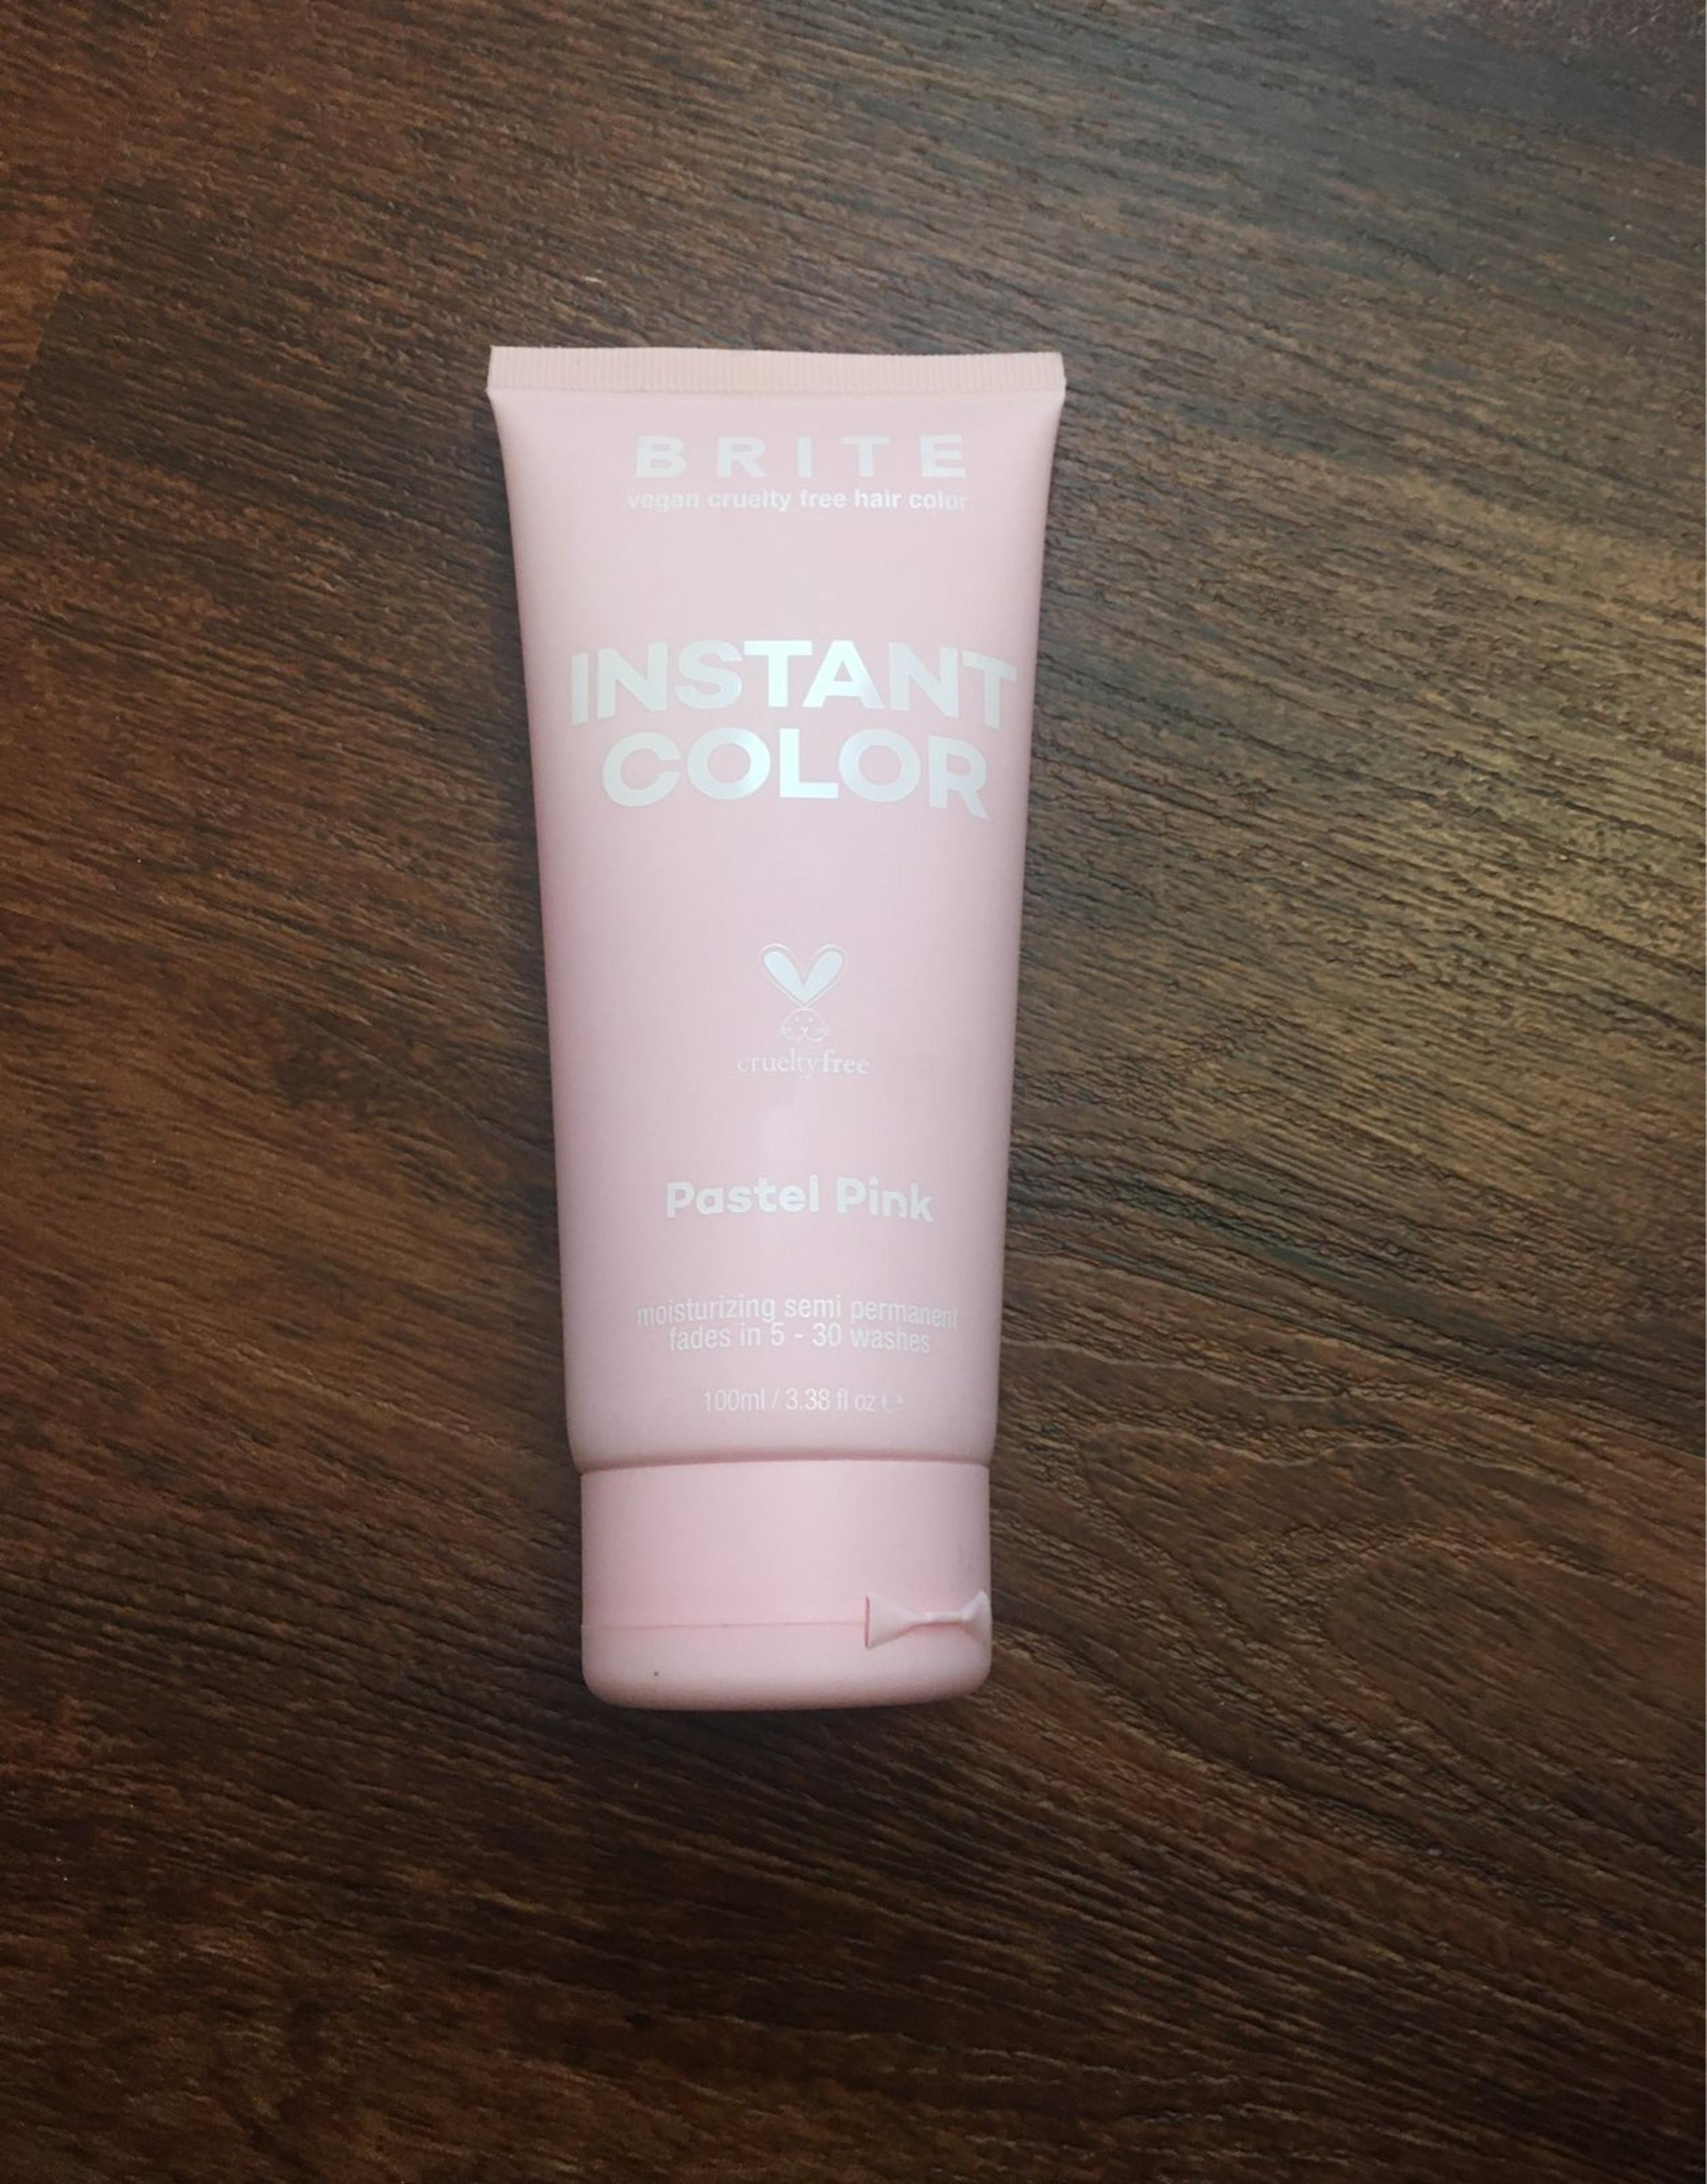 BRITE
vegan cruelty free hair color
INSTANT
COLOR
crueltyfree
Pastel Pink
moisturizing semi permanent
fades in 5 - 30 washes
100ml / 3.38 fl oz ℮